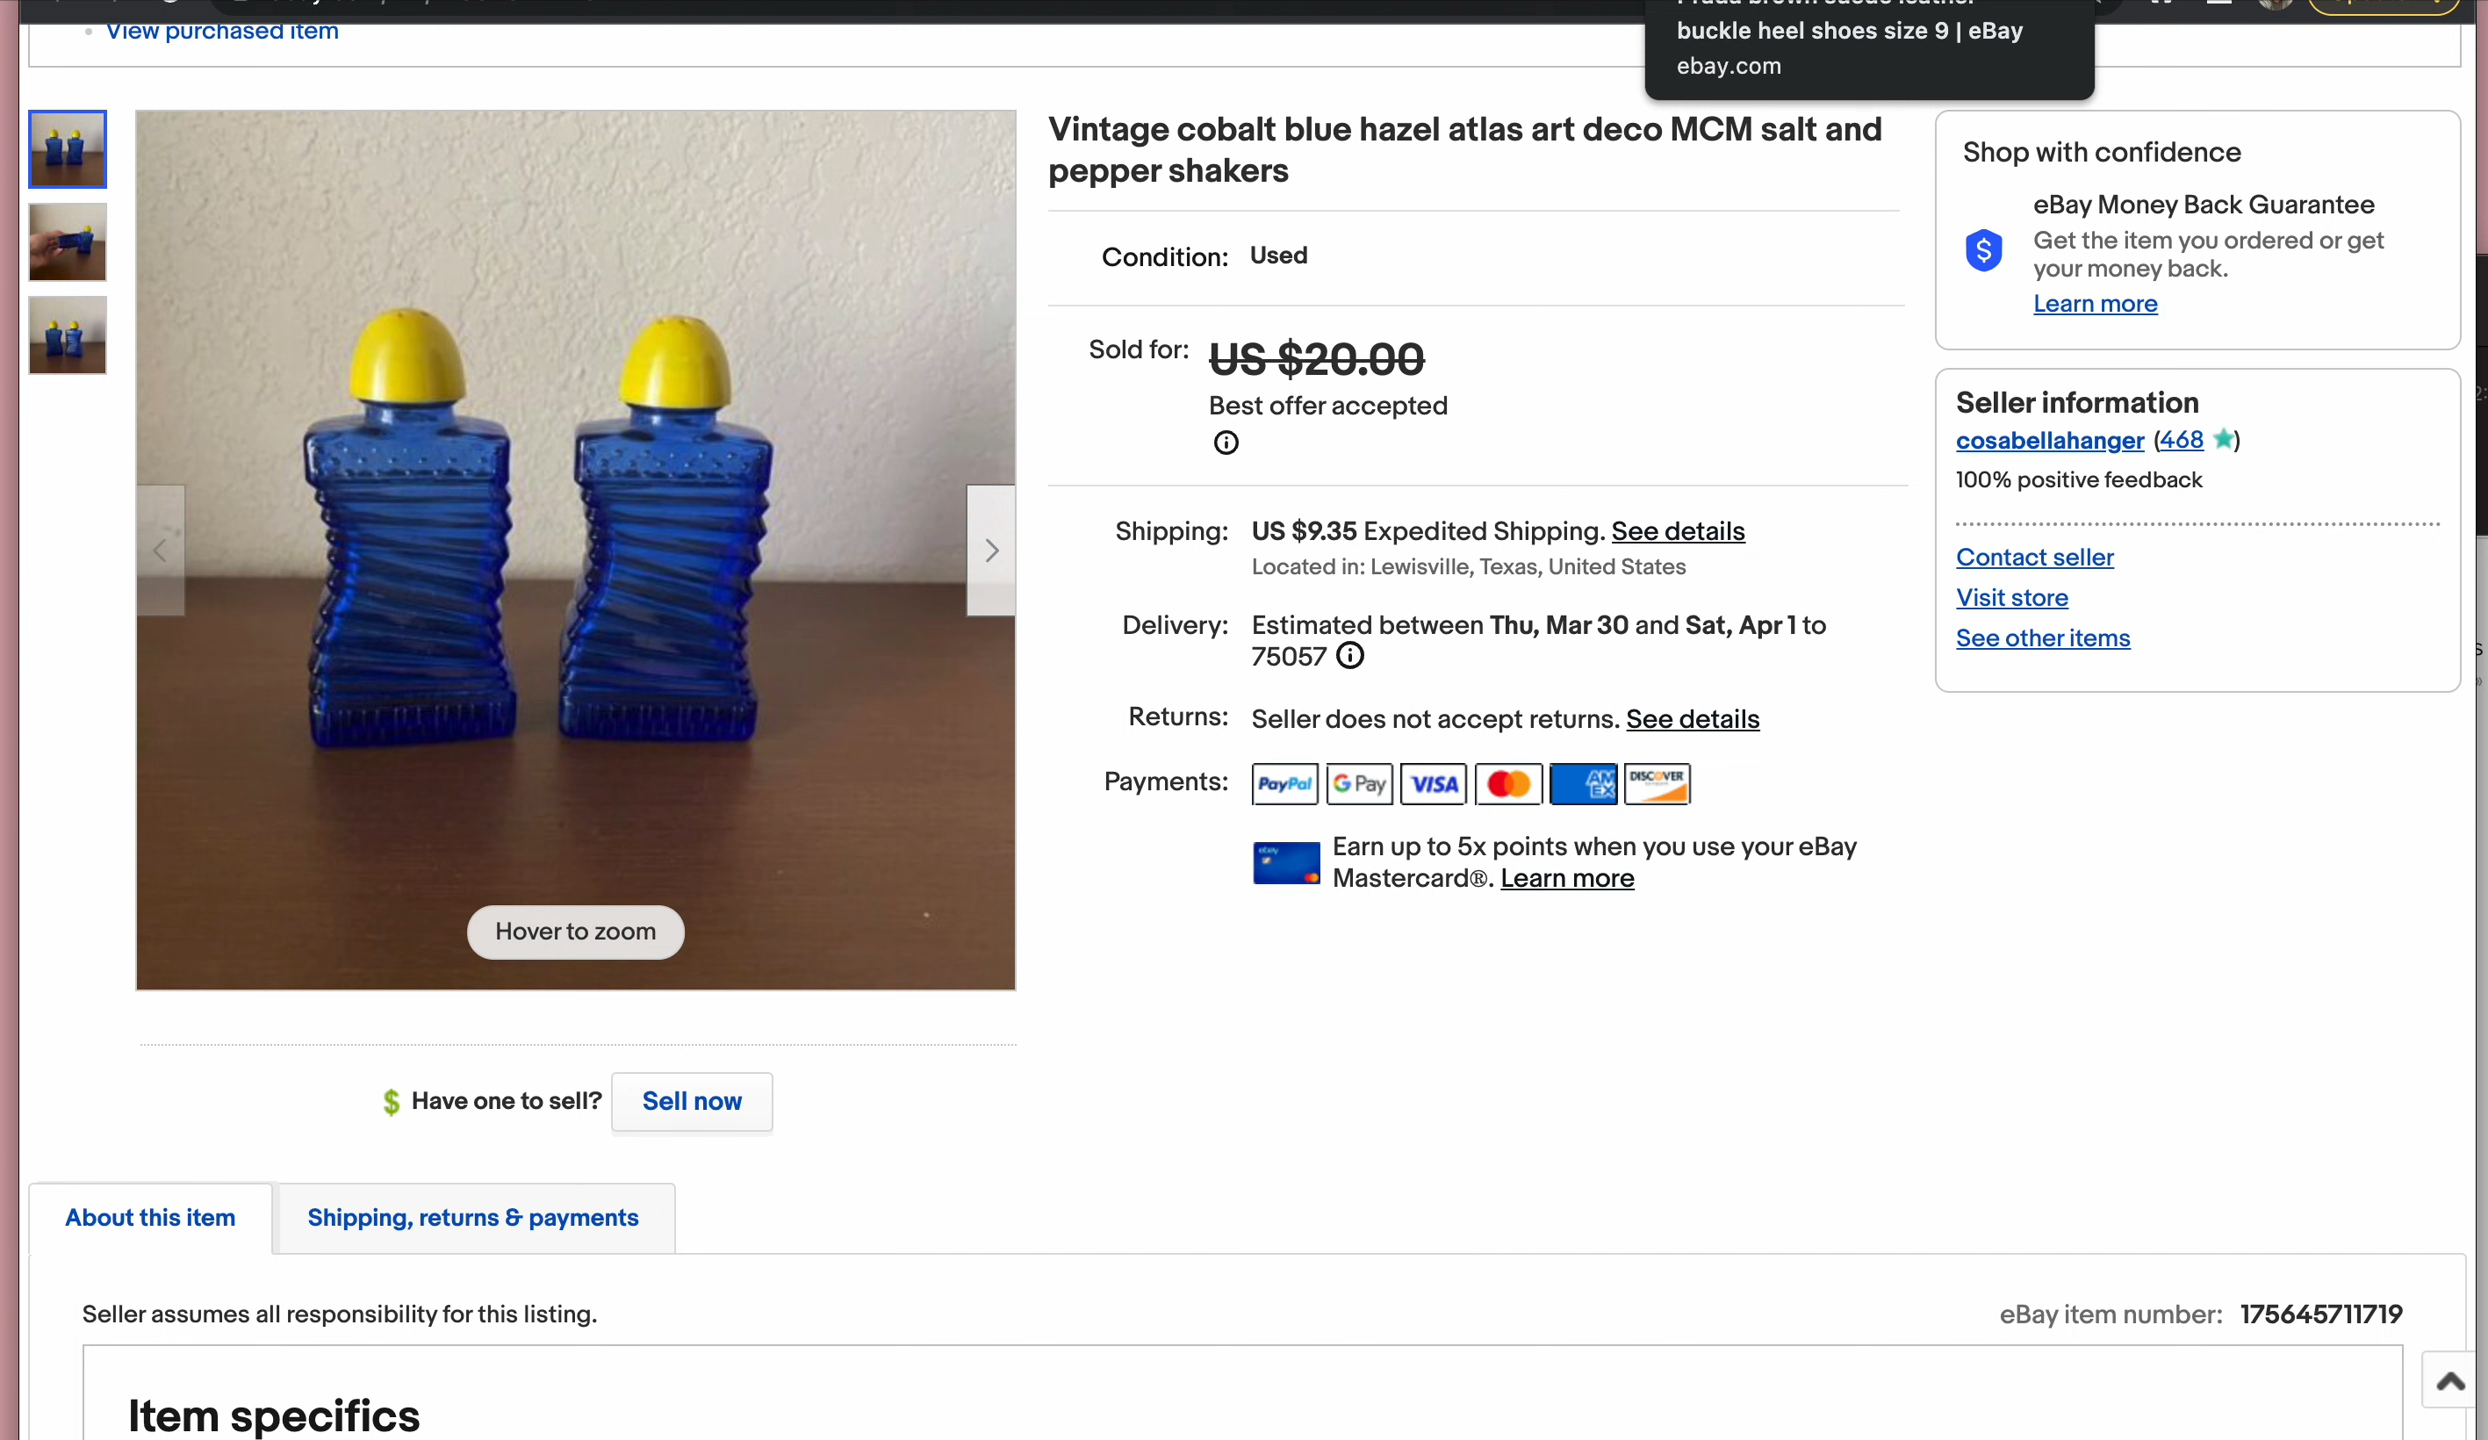 View purchased item
buckle heel shoes size 9 | eBay
ebay.com
Vintage cobalt blue hazel atlas art deco MCM salt and
pepper shakers
Condition: Used
Sold for: US $20.00
Best offer accepted
Shipping: US $9.35 Expedited Shipping. See details
Located in: Lewisville, Texas, United States
Delivery: Estimated between Thu, Mar 30 and Sat, Apr 1 to
75057
Returns: Seller does not accept returns. See details
Payments: PayPal G Pay VISA AM EX DISCOVER
ebay
Earn up to 5x points when you use your eBay
Mastercard®. Learn more
Shop with confidence
eBay Money Back Guarantee
Get the item you ordered or get
your money back.
Learn more
Seller information
cosabellahanger (468)
100% positive feedback
Contact seller
Visit store
See other items
Hover to zoom
$ Have one to sell? Sell now
About this item
Shipping, returns & payments
Seller assumes all responsibility for this listing.
eBay item number: 175645711719
Item specifics